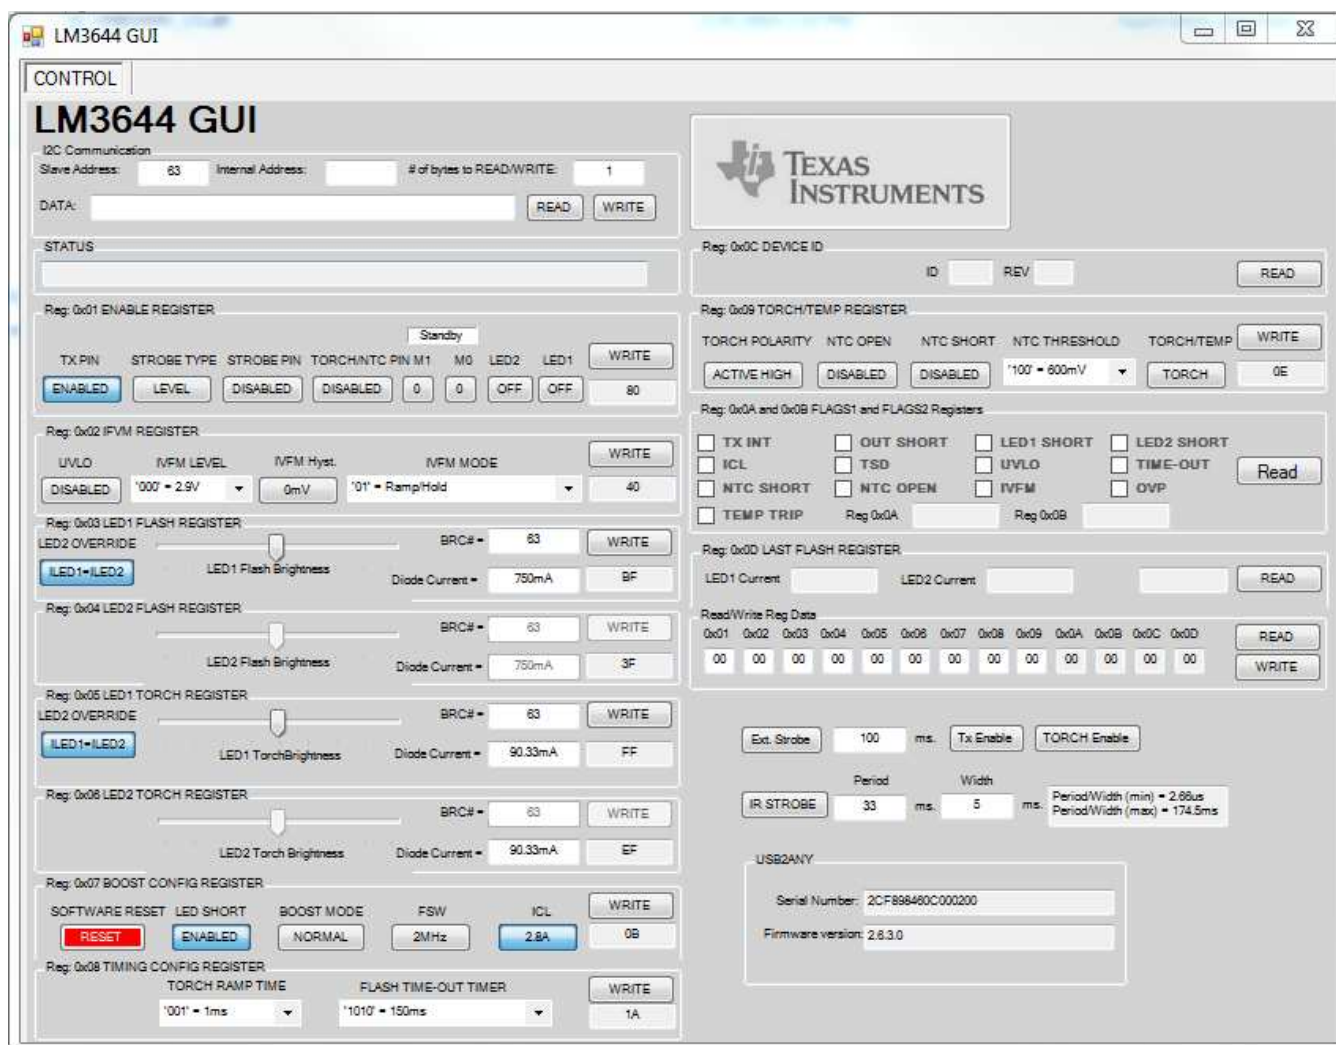 LM3644 GUI
CONTROL
LM3644 GUI
I2C Communication
Slave Address: 63 Internal Address: # of bytes to READ/WRITE: 1
DATA: READ WRITE
STATUS
Reg: 0x01 ENABLE REGISTER
Standby
TX PIN STROBE TYPE STROBE PIN TORCH/NTC PIN M1 M0 LED2 LED1 WRITE
ENABLED LEVEL DISABLED DISABLED 0 0 OFF OFF 80
Reg: 0x02 IFVM REGISTER
UVLO IVFM LEVEL IVFM Hyst. IVFM MODE WRITE
DISABLED '000' = 2.9V 0mV '01' = Ramp/Hold 40
Reg: 0x03 LED1 FLASH REGISTER
LED2 OVERRIDE BRC# = 63 WRITE
ILED1=ILED2 LED1 Flash Brightness Diode Current = 750mA BF
Reg: 0x04 LED2 FLASH REGISTER
BRC# = 63 WRITE
LED2 Flash Brightness Diode Current = 750mA 3F
Reg: 0x05 LED1 TORCH REGISTER
LED2 OVERRIDE BRC# = 63 WRITE
ILED1=ILED2 LED1 TorchBrightness Diode Current = 90.33mA FF
Reg: 0x06 LED2 TORCH REGISTER
BRC# = 63 WRITE
LED2 Torch Brightness Diode Current = 90.33mA EF
Reg: 0x07 BOOST CONFIG REGISTER
SOFTWARE RESET LED SHORT BOOST MODE FSW ICL WRITE
RESET ENABLED NORMAL 2MHz 2.8A 0B
Reg: 0x08 TIMING CONFIG REGISTER
TORCH RAMP TIME FLASH TIME-OUT TIMER WRITE
'001' = 1ms '1010' = 150ms 1A
TEXAS
INSTRUMENTS
Reg: 0x0C DEVICE ID
ID REV READ
Reg: 0x09 TORCH/TEMP REGISTER
TORCH POLARITY NTC OPEN NTC SHORT NTC THRESHOLD TORCH/TEMP WRITE
ACTIVE HIGH DISABLED DISABLED '100' = 600mV TORCH 0E
Reg: 0x0A and 0x0B FLAGS1 and FLAGS2 Registers
TX INT OUT SHORT LED1 SHORT LED2 SHORT
ICL TSD UVLO TIME-OUT Read
NTC SHORT NTC OPEN IVFM OVP
TEMP TRIP Reg 0x0A Reg 0x0B
Reg: 0x0D LAST FLASH REGISTER
LED1 Current LED2 Current READ
Read/Write Reg Data
0x01 0x02 0x03 0x04 0x05 0x06 0x07 0x08 0x09 0x0A 0x0B 0x0C 0x0D READ
00 00 00 00 00 00 00 00 00 00 00 00 00 WRITE
Ext. Strobe 100 ms. Tx Enable TORCH Enable
Period Width
IR STROBE 33 ms. 5 ms. Period/Width (min) = 2.66us
Period/Width (max) = 174.5ms
USB2ANY
Serial Number: 2CF898460C000200
Firmware version: 2.6.3.0